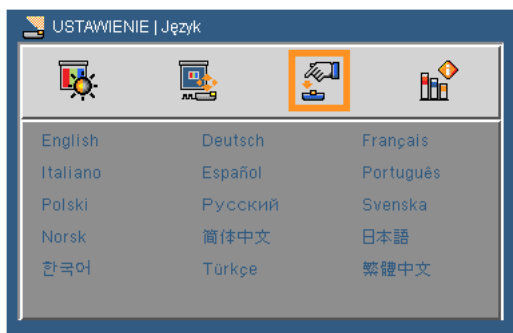 USTAWIENIE | Język
English Deutsch Français
Italiano Español Português
Polski Русский Svenska
Norsk 简体中文 日本語
한국어 Türkçe 繁體中文